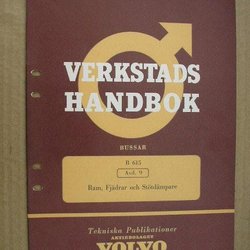 VERKSTADS
HANDBOK
BUSSAR
B 615
Avd. 9
Ram, Fjädrar och Stötdämpare
Tekniska Publikationer
AKTIEBOLAGET
VOLVO